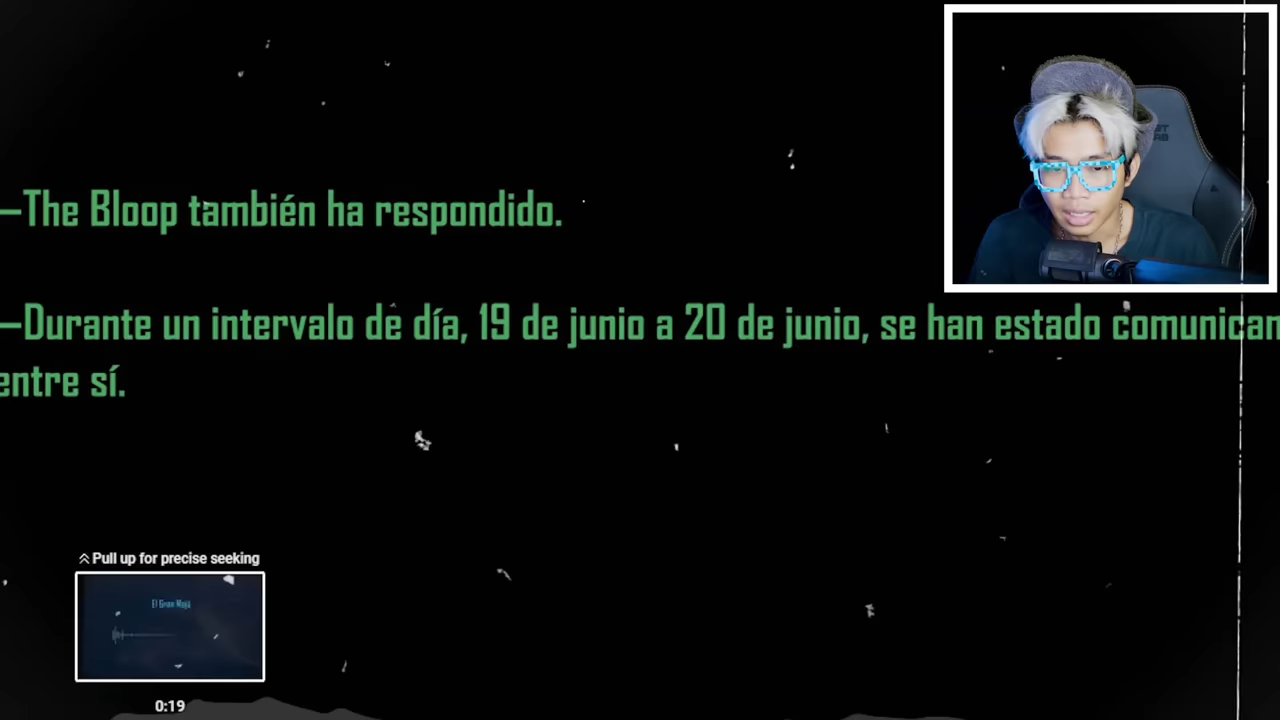 —The Bloop también ha respondido.
—Durante un intervalo de día, 19 de junio a 20 de junio, se han estado comunican
entre sí.
Pull up for precise seeking
El Gran Majá
0:19